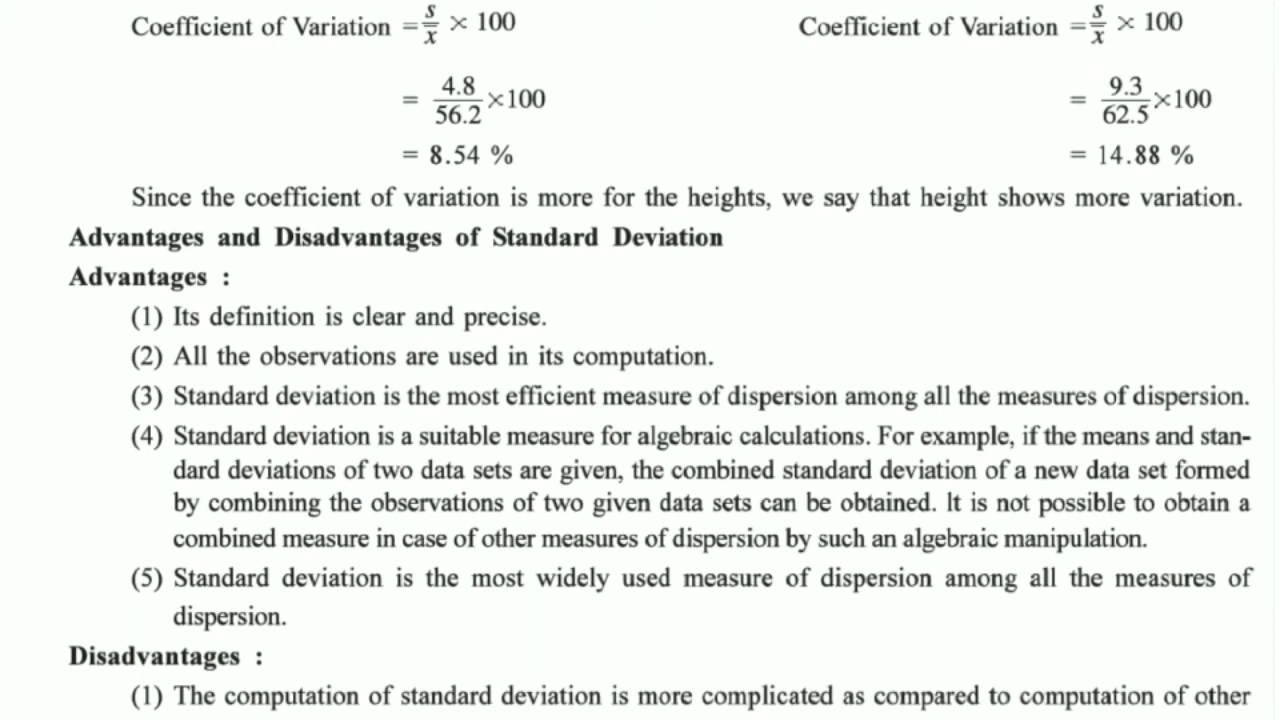 Coefficient of Variation = s/x̄ × 100
Coefficient of Variation = s/x̄ × 100
= 4.8/56.2 ×100
= 9.3/62.5 ×100
= 8.54 %
= 14.88 %
Since the coefficient of variation is more for the heights, we say that height shows more variation.
Advantages and Disadvantages of Standard Deviation
Advantages :
(1) Its definition is clear and precise.
(2) All the observations are used in its computation.
(3) Standard deviation is the most efficient measure of dispersion among all the measures of dispersion.
(4) Standard deviation is a suitable measure for algebraic calculations. For example, if the means and stan-
dard deviations of two data sets are given, the combined standard deviation of a new data set formed
by combining the observations of two given data sets can be obtained. It is not possible to obtain a
combined measure in case of other measures of dispersion by such an algebraic manipulation.
(5) Standard deviation is the most widely used measure of dispersion among all the measures of
dispersion.
Disadvantages :
(1) The computation of standard deviation is more complicated as compared to computation of other